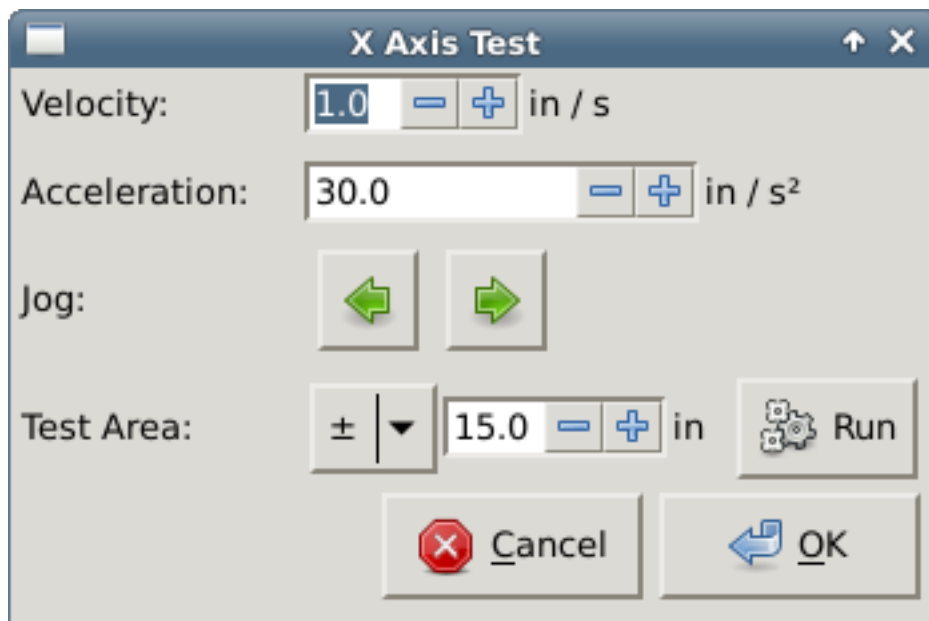 X Axis Test
Velocity: 1.0 in / s
Acceleration: 30.0 in / s²
Jog:
Test Area: ± 15.0 in Run
Cancel OK